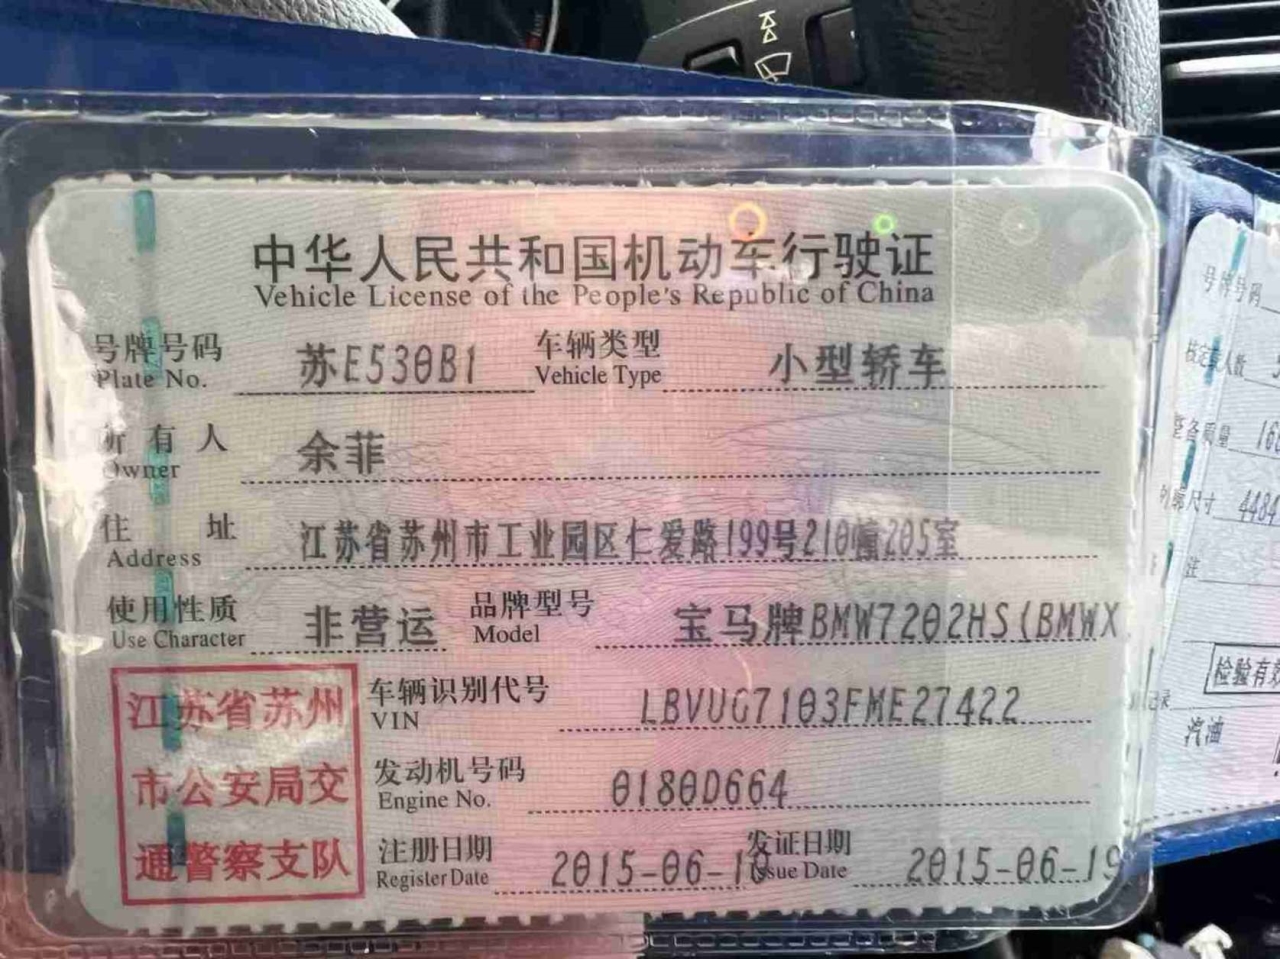 中华人民共和国机动车行驶证
Vehicle License of the People's Republic of China
号牌号码 苏E530B1 车辆类型 小型轿车
Plate No. Vehicle Type
所有人 余菲
Owner
住址 江苏省苏州市工业园区仁爱路199号210幢205室
Address
使用性质 非营运 品牌型号 宝马牌BMW7202HS(BMWX
Use Character Model
江苏省苏州
市公安局交
通警察支队
车辆识别代号 LBVUG7103FME27422
VIN
发动机号码 0180D664
Engine No.
注册日期 2015-06-18 发证日期 2015-06-19
Register Date Issue Date
号牌号码
核定载人数
整备质量
外廓尺寸 4484
注
检验有效
汽油